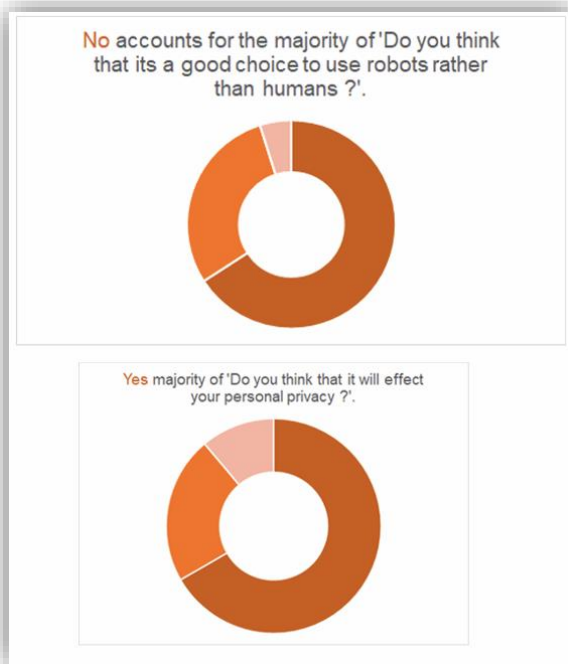 No accounts for the majority of 'Do you think
that its a good choice to use robots rather
than humans ?'.
Yes majority of 'Do you think that it will effect
your personal privacy ?'.